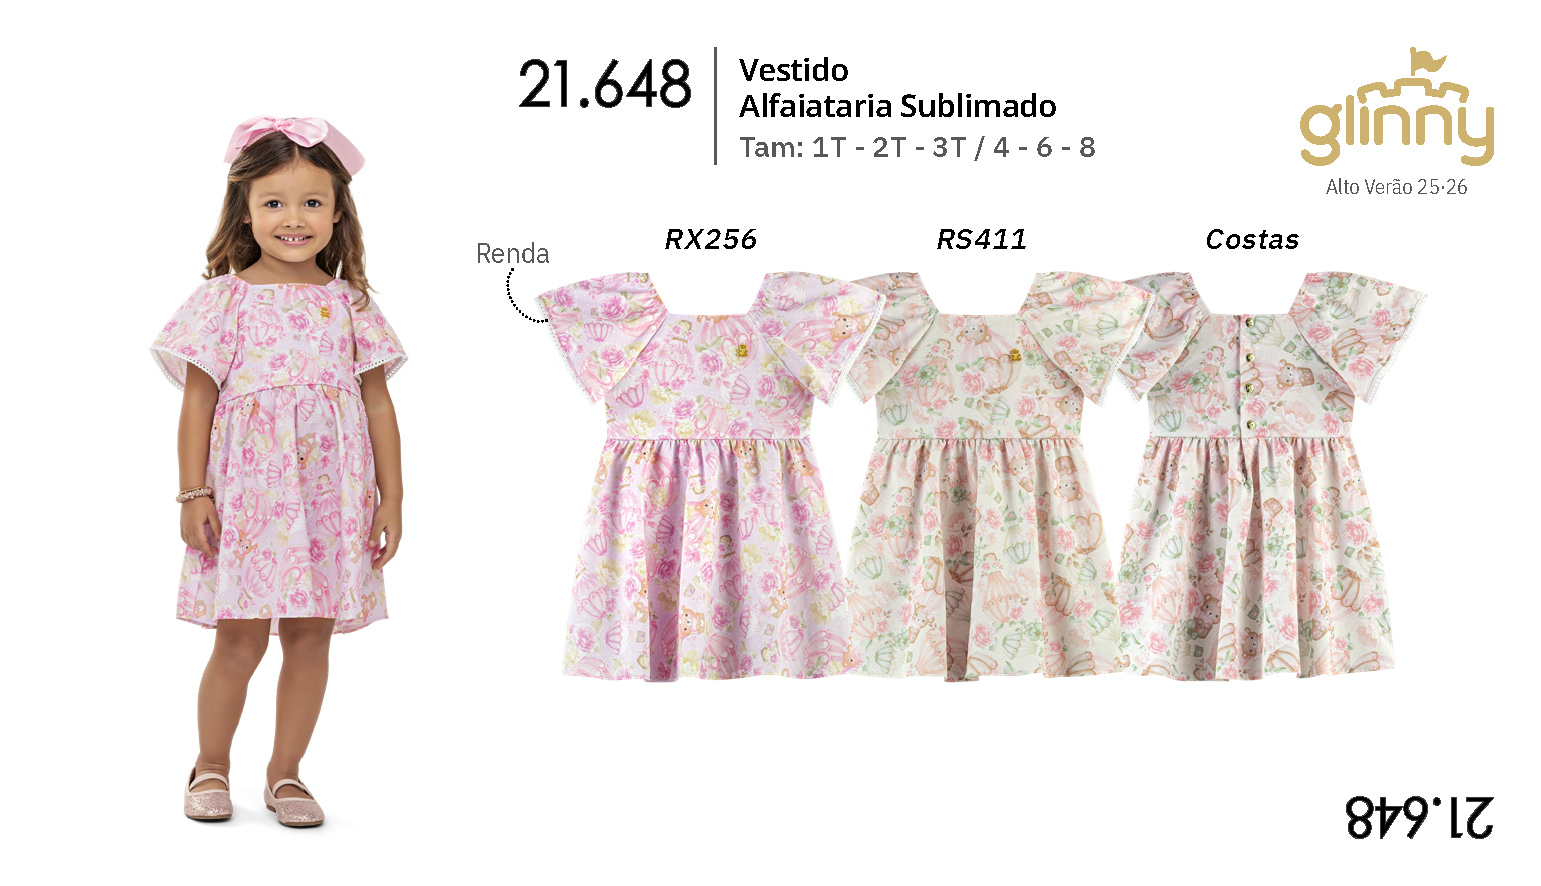 21.648
Vestido
Alfaiataria Sublimado
Tam: 1T - 2T - 3T / 4 - 6 - 8
glinny
Alto Verão 25·26
Renda
RX256
RS411
Costas
21.648